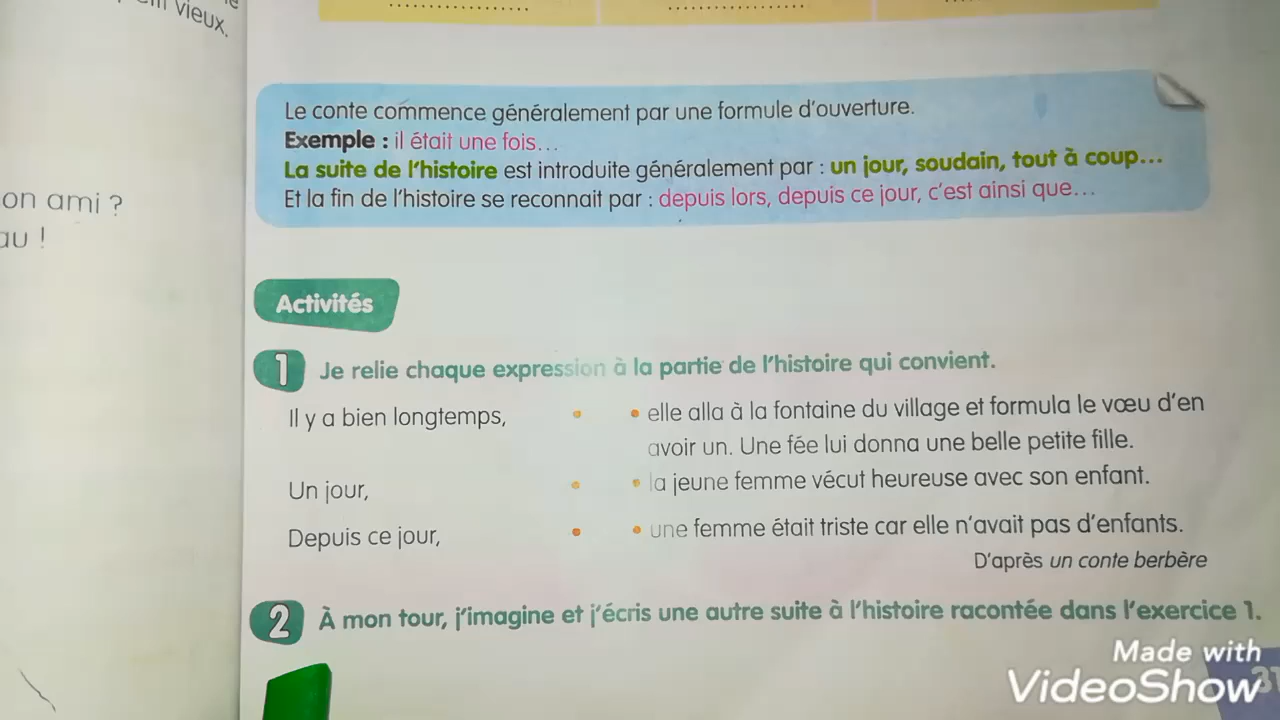 vieux.
on ami ?
au !
Le conte commence généralement par une formule d'ouverture.
Exemple : il était une fois...
La suite de l'histoire est introduite généralement par : un jour, soudain, tout à coup...
Et la fin de l'histoire se reconnait par : depuis lors, depuis ce jour, c'est ainsi que...
Activités
1 Je relie chaque expression à la partie de l'histoire qui convient.
Il y a bien longtemps, • • elle alla à la fontaine du village et formula le vœu d'en
avoir un. Une fée lui donna une belle petite fille.
Un jour, • • la jeune femme vécut heureuse avec son enfant.
Depuis ce jour, • • une femme était triste car elle n'avait pas d'enfants.
D'après un conte berbère
2 À mon tour, j'imagine et j'écris une autre suite à l'histoire racontée dans l'exercice 1.
Made with
VideoShow